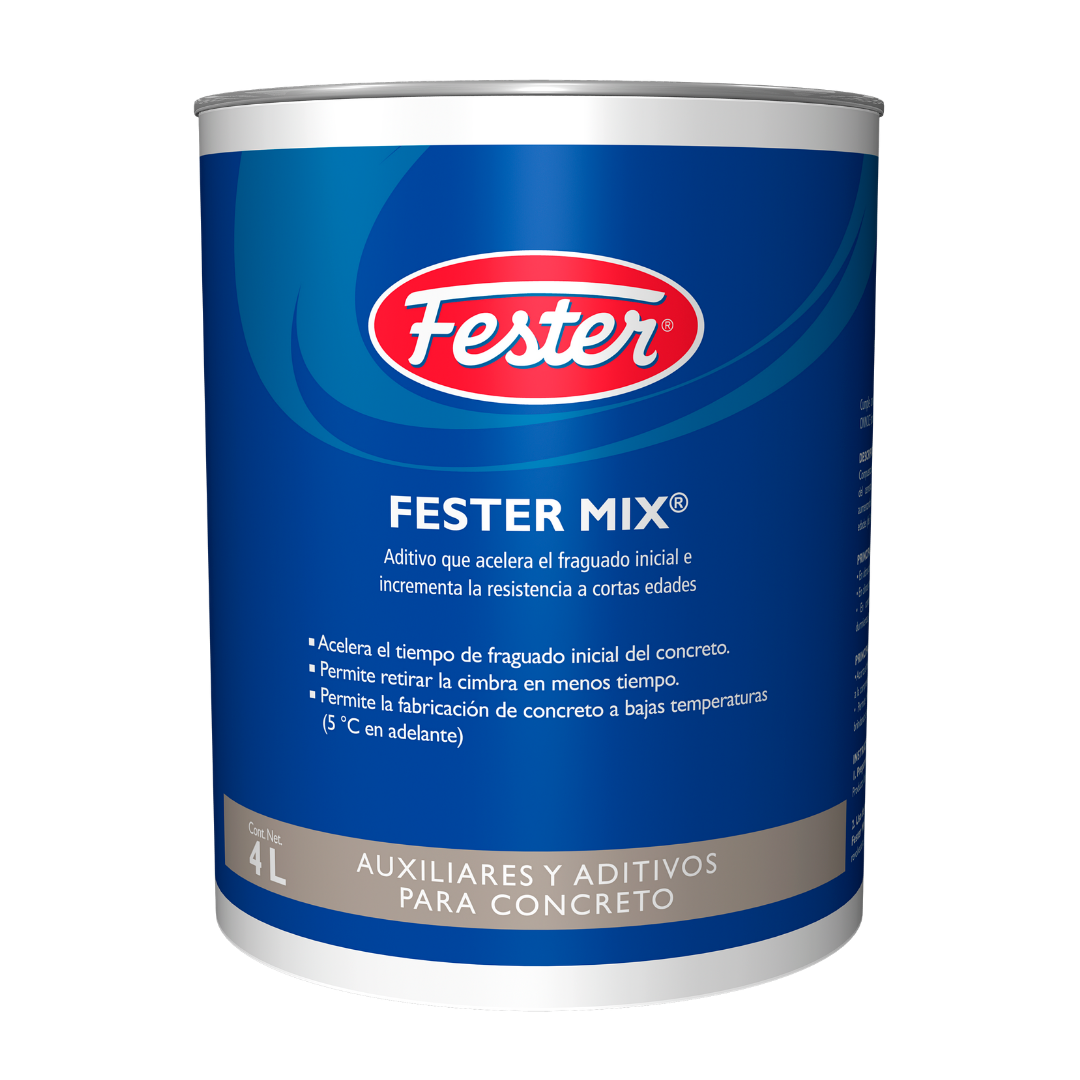 Fester®
FESTER MIX®
Aditivo que acelera el fraguado inicial e
incrementa la resistencia a cortas edades
▪ Acelera el tiempo de fraguado inicial del concreto.
▪ Permite retirar la cimbra en menos tiempo.
▪ Permite la fabricación de concreto a bajas temperaturas
(5 °C en adelante)
Cont. Net.
4 L
AUXILIARES Y ADITIVOS
PARA CONCRETO